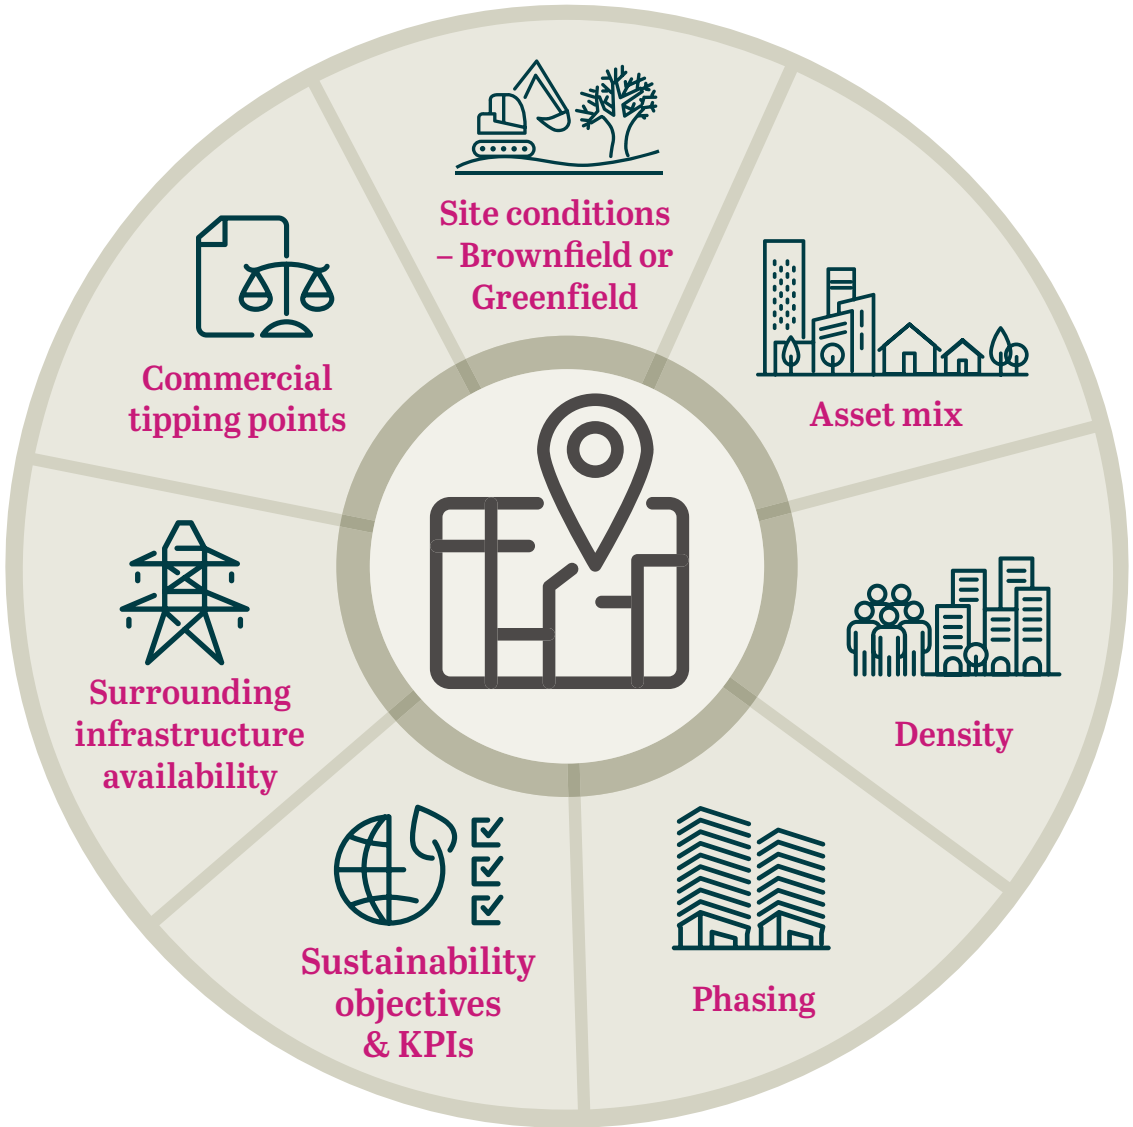 Site conditions
– Brownfield or
Greenfield
Asset mix
Density
Phasing
Sustainability
objectives
& KPIs
Surrounding
infrastructure
availability
Commercial
tipping points